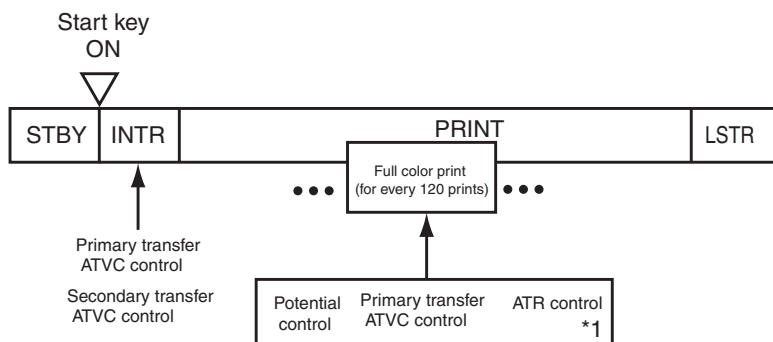 Start key
ON
STBY INTR PRINT LSTR
Full color print
(for every 120 prints)
Primary transfer
ATVC control
Secondary transfer
ATVC control
Potential
control
Primary transfer
ATVC control
ATR control
*1